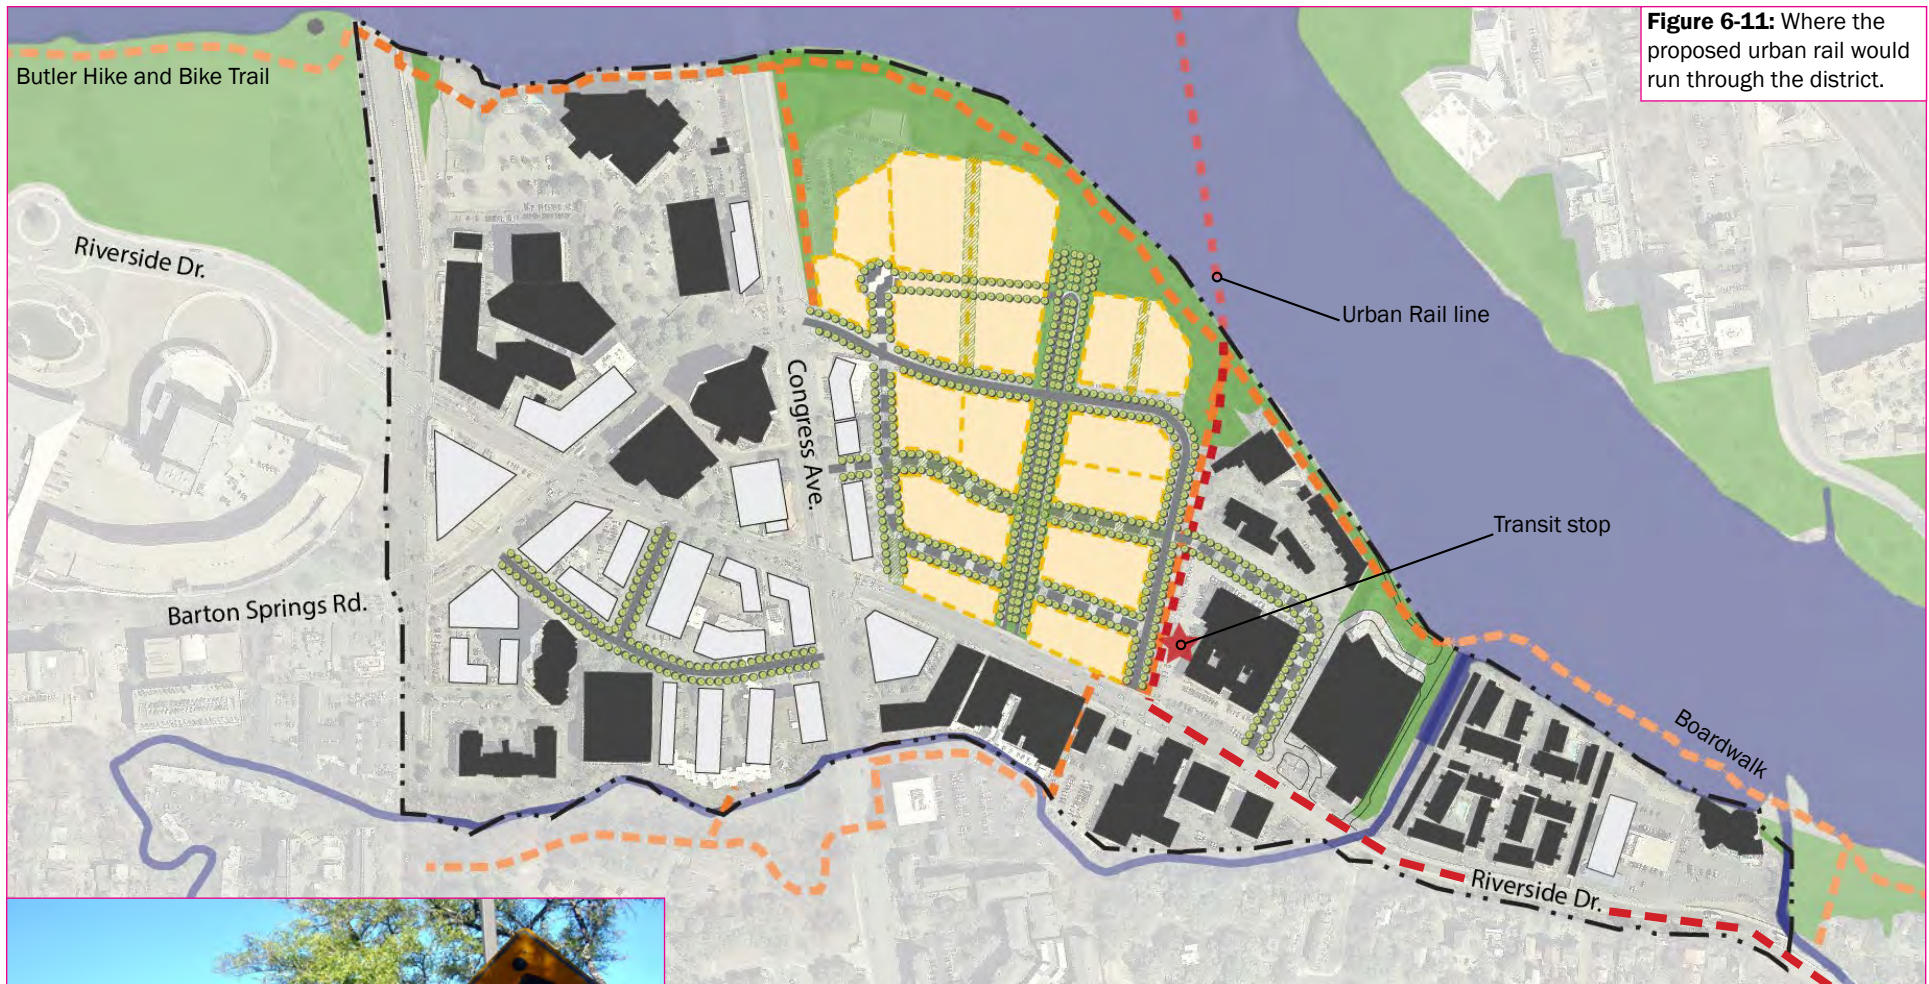 Figure 6-11: Where the
proposed urban rail would
run through the district.
Butler Hike and Bike Trail
Riverside Dr.
Urban Rail line
Congress Ave.
Transit stop
Barton Springs Rd.
Boardwalk
Riverside Dr.